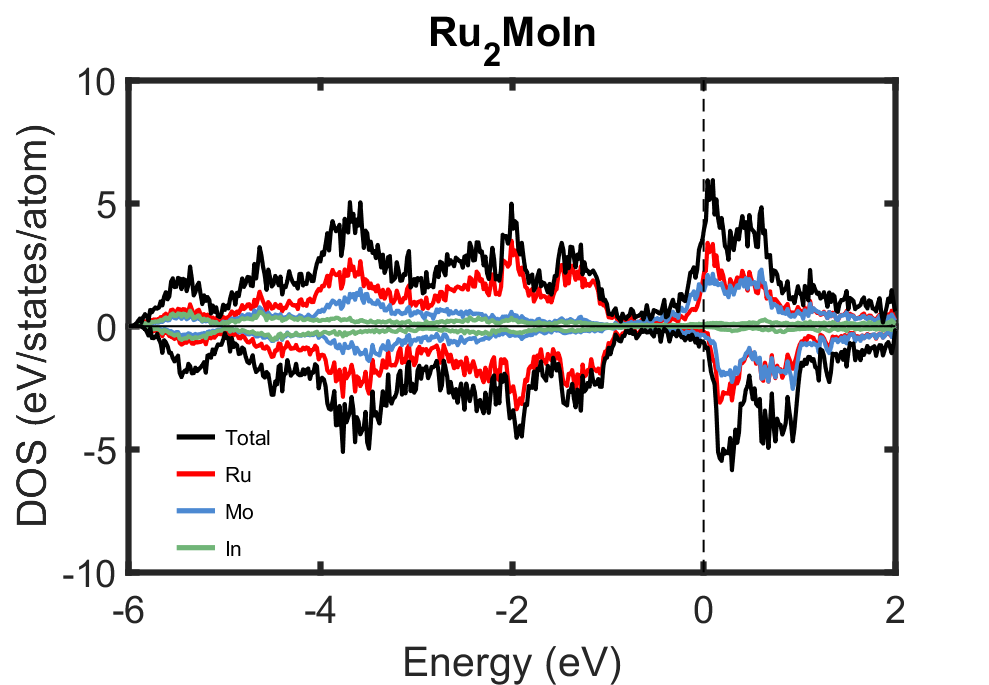 Ru2MoIn
10
5
0
-5
-10
DOS (eV/states/atom)
Total
Ru
Mo
In
-6 -4 -2 0 2
Energy (eV)